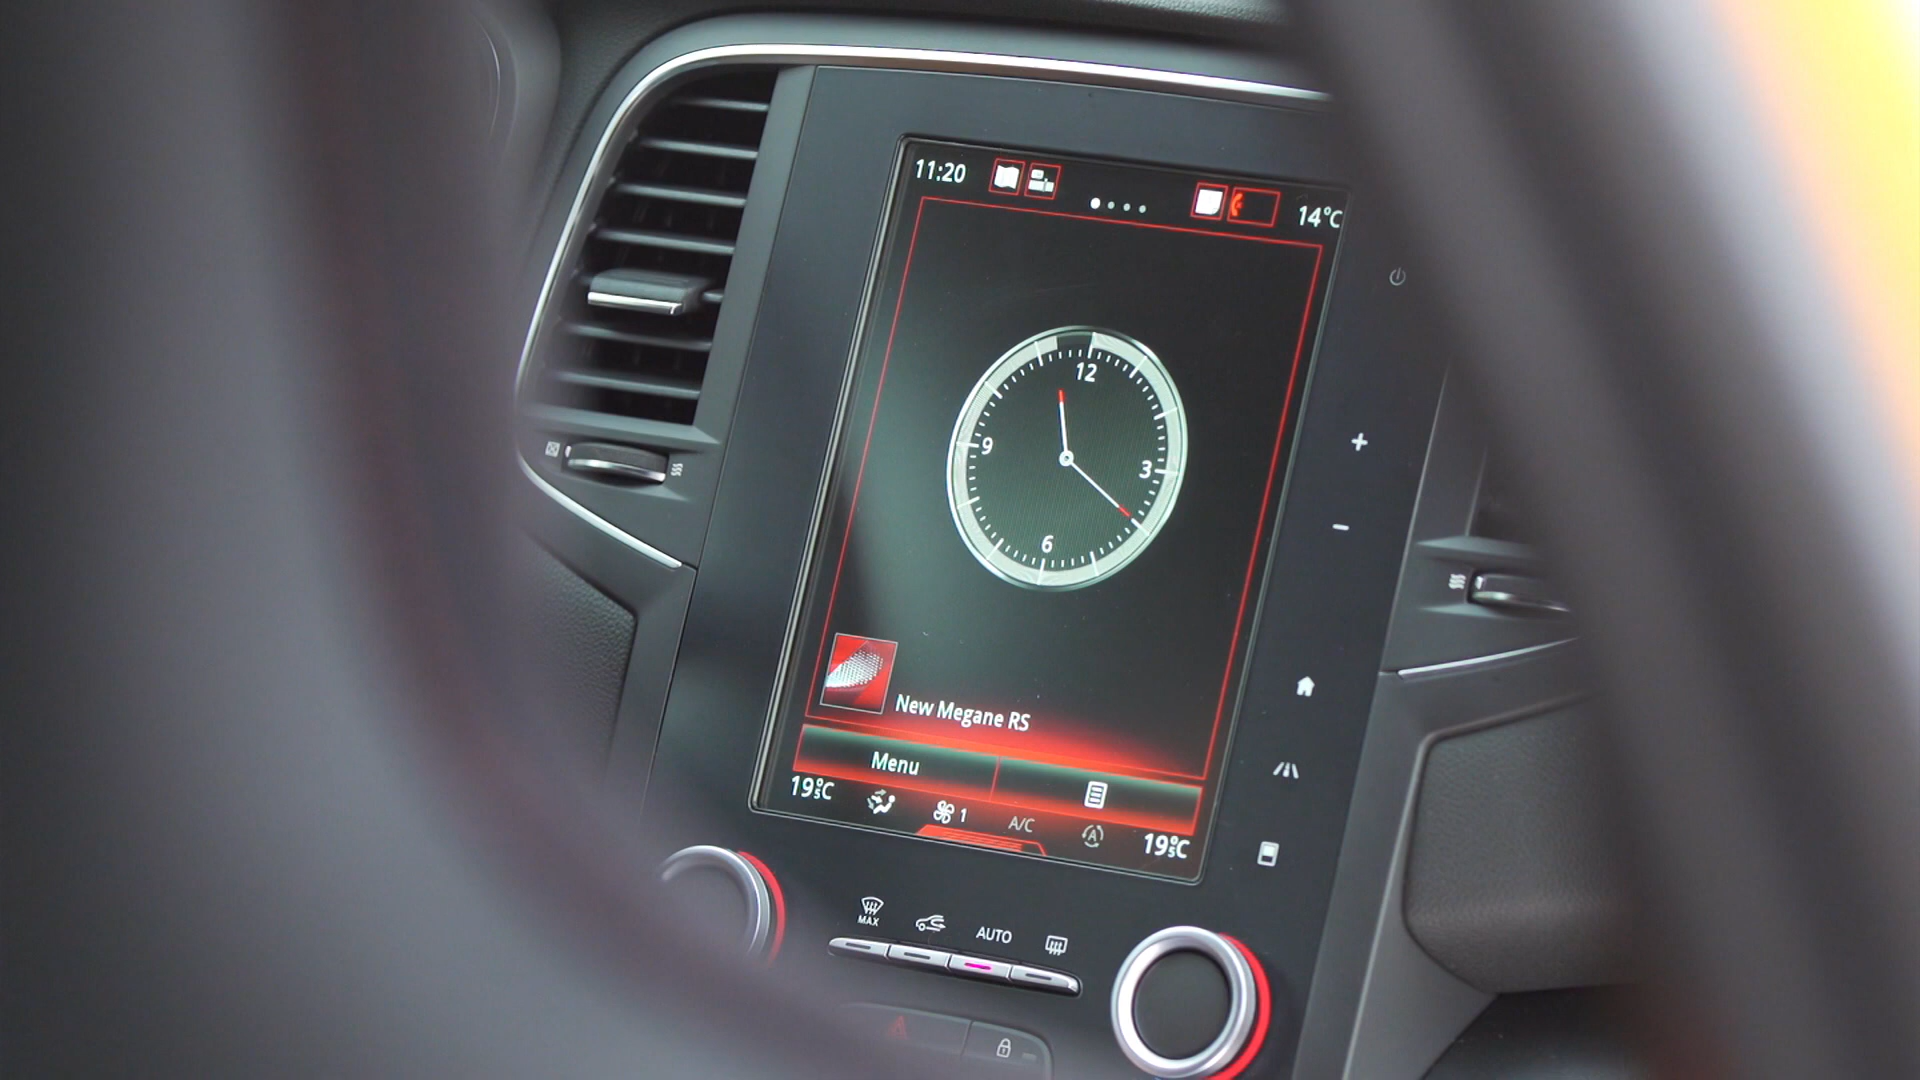 11:20
14°C
12
9
3
6
New Megane RS
Menu
19°5C
1
A/C
A
19°5C
MAX
AUTO
+
-